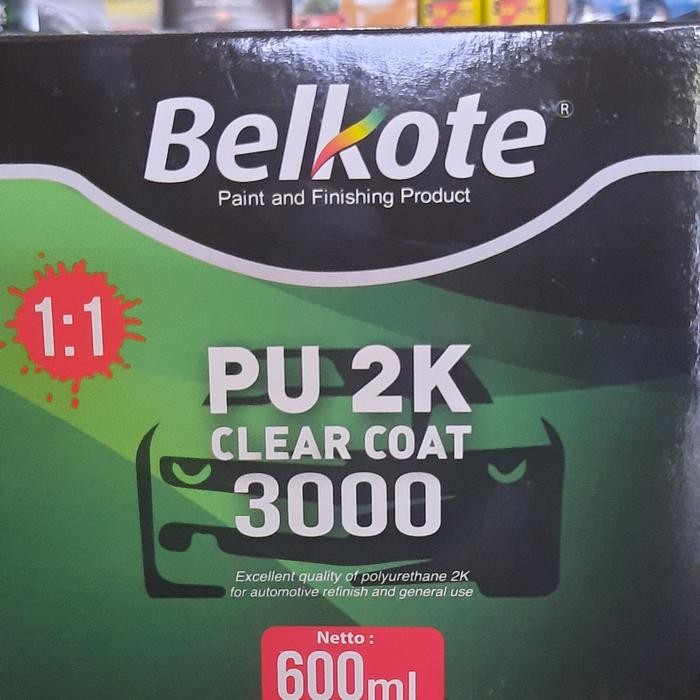 Belkote ®
Paint and Finishing Product
1:1
PU 2K
CLEAR COAT
3000
Excellent quality of polyurethane 2K
for automotive refinish and general use
Netto :
600ml